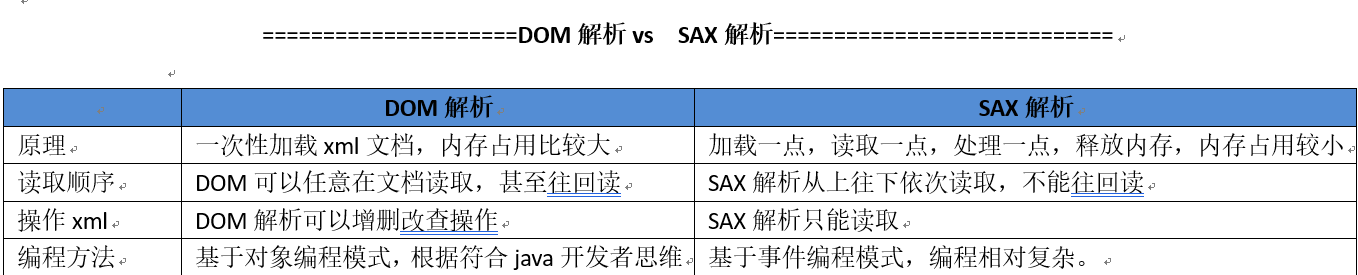 =====================DOM 解析 vs SAX 解析============================
DOM 解析 SAX 解析
原理 一次性加载 xml 文档，内存占用比较大 加载一点，读取一点，处理一点，释放内存，内存占用较小
读取顺序 DOM 可以任意在文档读取，甚至往回读 SAX 解析从上往下依次读取，不能往回读
操作 xml DOM 解析可以增删改查操作 SAX 解析只能读取
编程方法 基于对象编程模式，根据符合 java 开发者思维 基于事件编程模式，编程相对复杂。